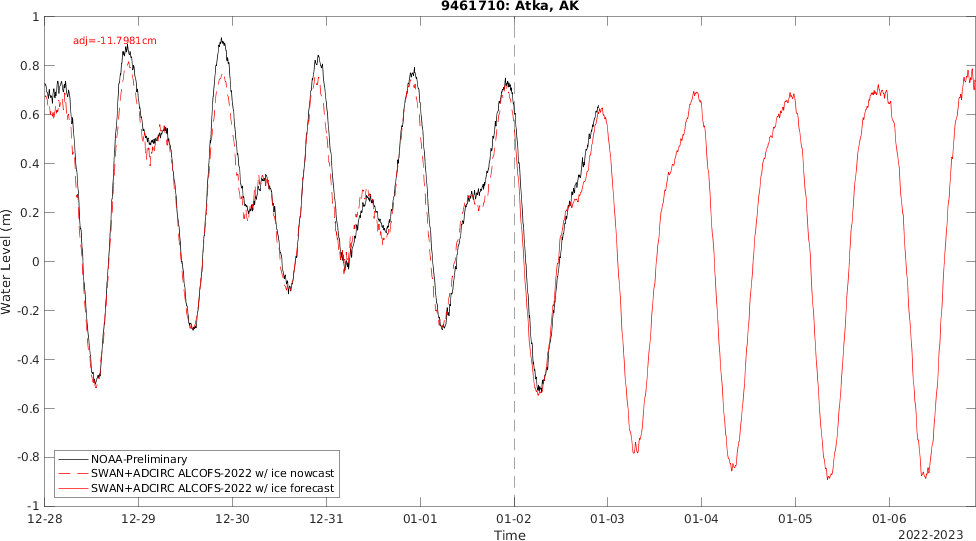 9461710: Atka, AK
adj=-11.7981cm
1
0.8
0.6
0.4
0.2
0
-0.2
-0.4
-0.6
-0.8
-1
Water Level (m)
NOAA-Preliminary
SWAN+ADCIRC ALCOFS-2022 w/ ice nowcast
SWAN+ADCIRC ALCOFS-2022 w/ ice forecast
12-28 12-29 12-30 12-31 01-01 01-02 01-03 01-04 01-05 01-06
Time
2022-2023